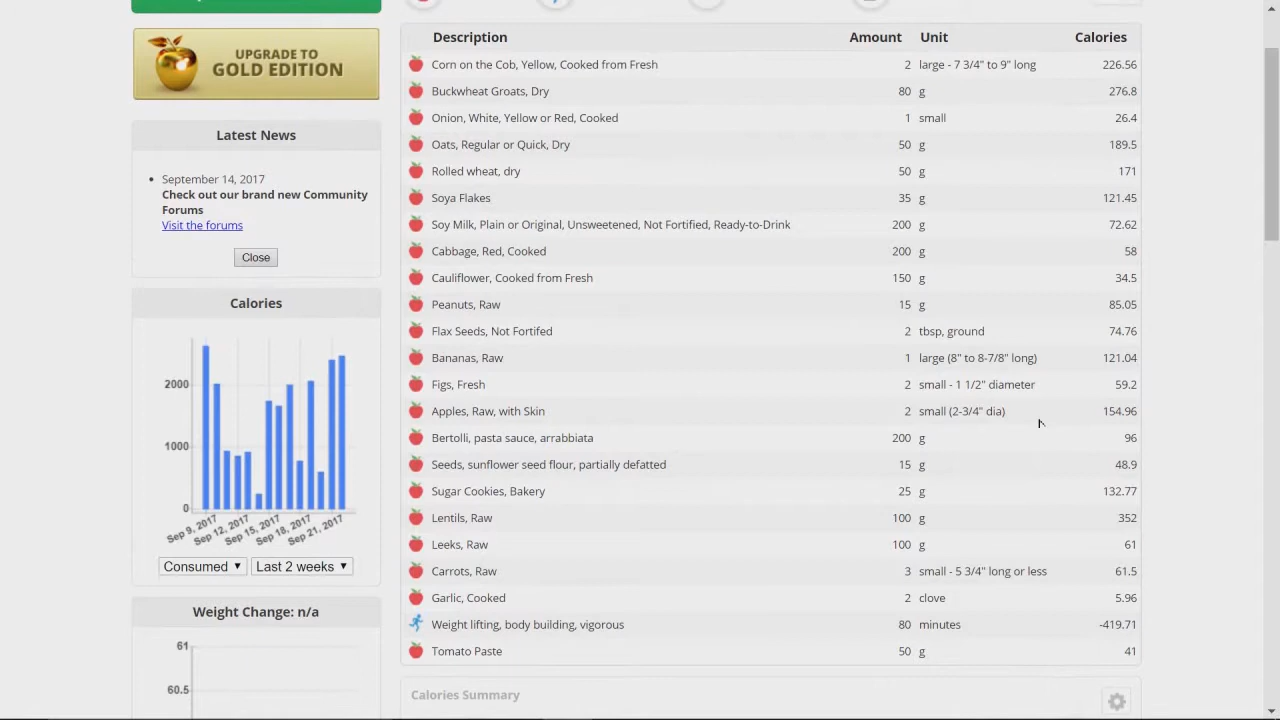 UPGRADE TO
GOLD EDITION
Latest News
September 14, 2017
Check out our brand new Community
Forums
Visit the forums
Close
Calories
2000
1000
0
Sep 9, 2017
Sep 12, 2017
Sep 15, 2017
Sep 18, 2017
Sep 21, 2017
Consumed ▼
Last 2 weeks ▼
Weight Change: n/a
61
60.5
Description Amount Unit Calories
Corn on the Cob, Yellow, Cooked from Fresh 2 large - 7 3/4" to 9" long 226.56
Buckwheat Groats, Dry 80 g 276.8
Onion, White, Yellow or Red, Cooked 1 small 26.4
Oats, Regular or Quick, Dry 50 g 189.5
Rolled wheat, dry 50 g 171
Soya Flakes 35 g 121.45
Soy Milk, Plain or Original, Unsweetened, Not Fortified, Ready-to-Drink 200 g 72.62
Cabbage, Red, Cooked 200 g 58
Cauliflower, Cooked from Fresh 150 g 34.5
Peanuts, Raw 15 g 85.05
Flax Seeds, Not Fortifed 2 tbsp, ground 74.76
Bananas, Raw 1 large (8" to 8-7/8" long) 121.04
Figs, Fresh 2 small - 1 1/2" diameter 59.2
Apples, Raw, with Skin 2 small (2-3/4" dia) 154.96
Bertolli, pasta sauce, arrabbiata 200 g 96
Seeds, sunflower seed flour, partially defatted 15 g 48.9
Sugar Cookies, Bakery 25 g 132.77
Lentils, Raw 100 g 352
Leeks, Raw 100 g 61
Carrots, Raw 3 small - 5 3/4" long or less 61.5
Garlic, Cooked 2 clove 5.96
Weight lifting, body building, vigorous 80 minutes -419.71
Tomato Paste 50 g 41
Calories Summary